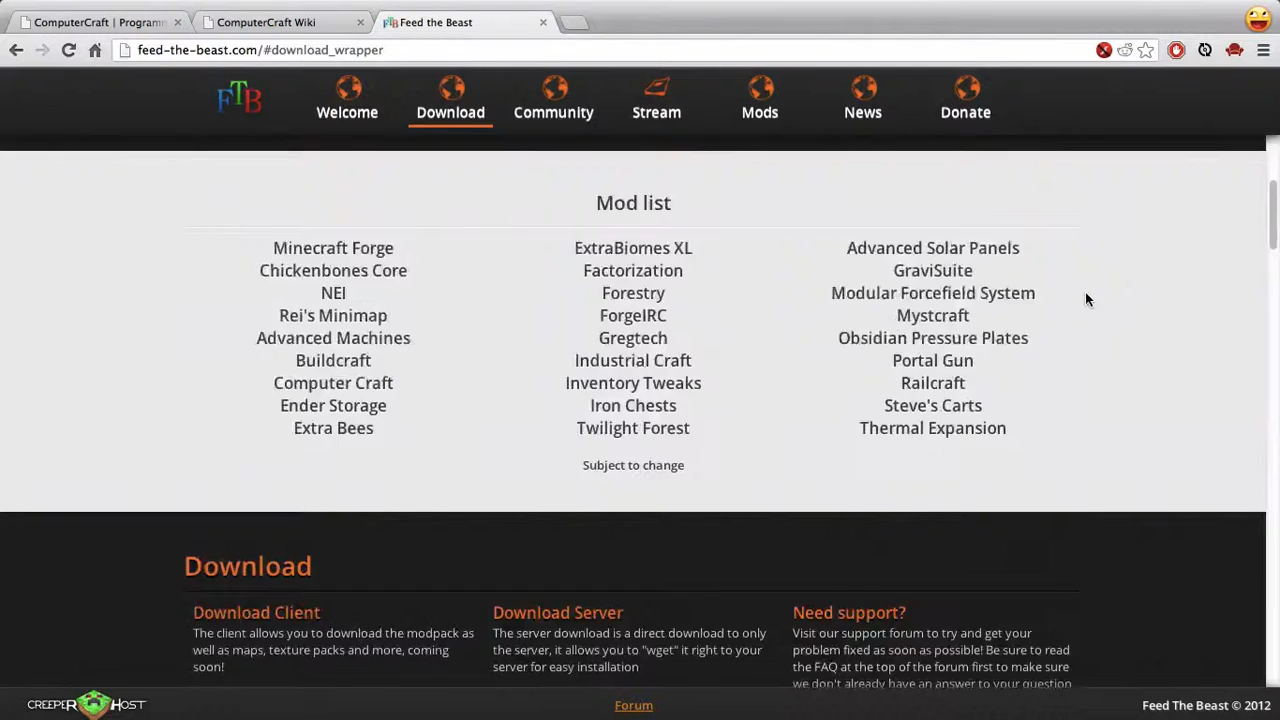 ComputerCraft | Programm
ComputerCraft Wiki
Feed the Beast
feed-the-beast.com/#download_wrapper
FTB
Welcome
Download
Community
Stream
Mods
News
Donate
Mod list
Minecraft Forge
Chickenbones Core
NEI
Rei's Minimap
Advanced Machines
Buildcraft
Computer Craft
Ender Storage
Extra Bees
ExtraBiomes XL
Factorization
Forestry
ForgeIRC
Gregtech
Industrial Craft
Inventory Tweaks
Iron Chests
Twilight Forest
Advanced Solar Panels
GraviSuite
Modular Forcefield System
Mystcraft
Obsidian Pressure Plates
Portal Gun
Railcraft
Steve's Carts
Thermal Expansion
Subject to change
Download
Download Client
The client allows you to download the modpack as
well as maps, texture packs and more, coming
soon!
Download Server
The server download is a direct download to only
the server, it allows you to "wget" it right to your
server for easy installation
Need support?
Visit our support forum to try and get your
problem fixed as soon as possible! Be sure to read
the FAQ at the top of the forum first to make sure
we don't already have an answer to your question
CREEPER HOST
Forum
Feed The Beast © 2012